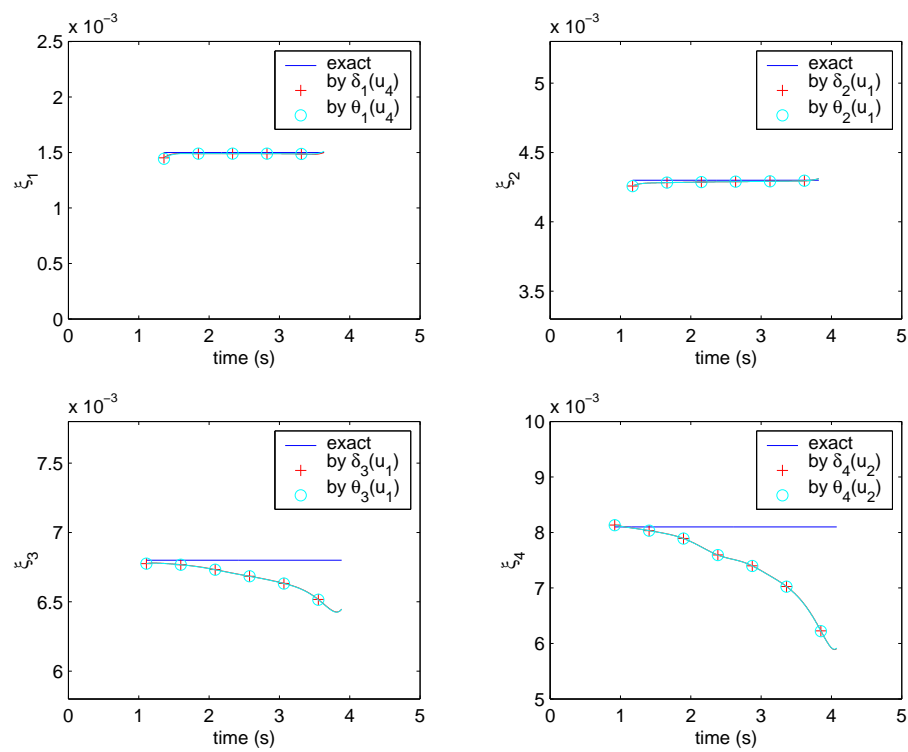 x 10⁻³
2.5
2
1.5
1
0.5
0
0 1 2 3 4 5
time (s)
ξ₁
exact
by δ₁(u₄)
by θ₁(u₄)
x 10⁻³
5.3
4.3
3.3
0 1 2 3 4 5
time (s)
ξ₂
exact
by δ₂(u₁)
by θ₂(u₁)
x 10⁻³
7.5
7
6.5
6
0 1 2 3 4 5
time (s)
ξ₃
exact
by δ₃(u₁)
by θ₃(u₁)
x 10⁻³
10
9
8
7
6
5
0 1 2 3 4 5
time (s)
ξ₄
exact
by δ₄(u₂)
by θ₄(u₂)